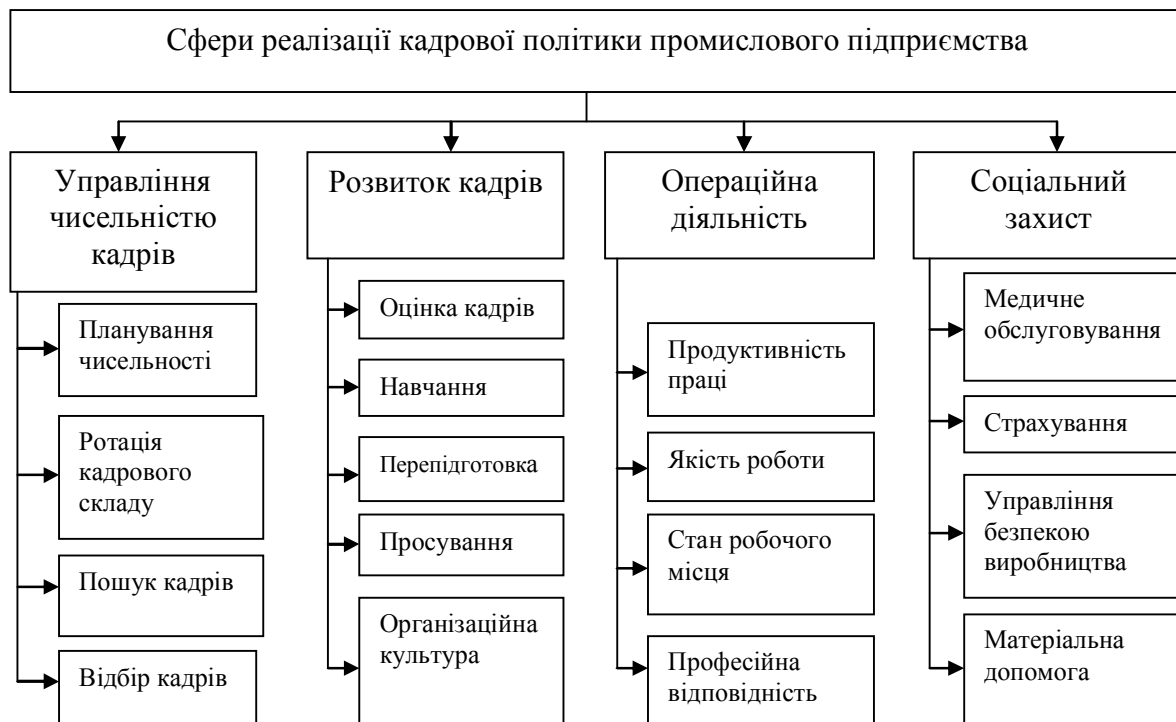 Сфери реалізації кадрової політики промислового підприємства
Управління
чисельністю
кадрів
Планування
чисельності
Ротація
кадрового
складу
Пошук кадрів
Відбір кадрів
Розвиток кадрів
Оцінка кадрів
Навчання
Перепідготовка
Просування
Організаційна
культура
Операційна
діяльність
Продуктивність
праці
Якість роботи
Стан робочого
місця
Професійна
відповідність
Соціальний
захист
Медичне
обслуговування
Страхування
Управління
безпекою
виробництва
Матеріальна
допомога